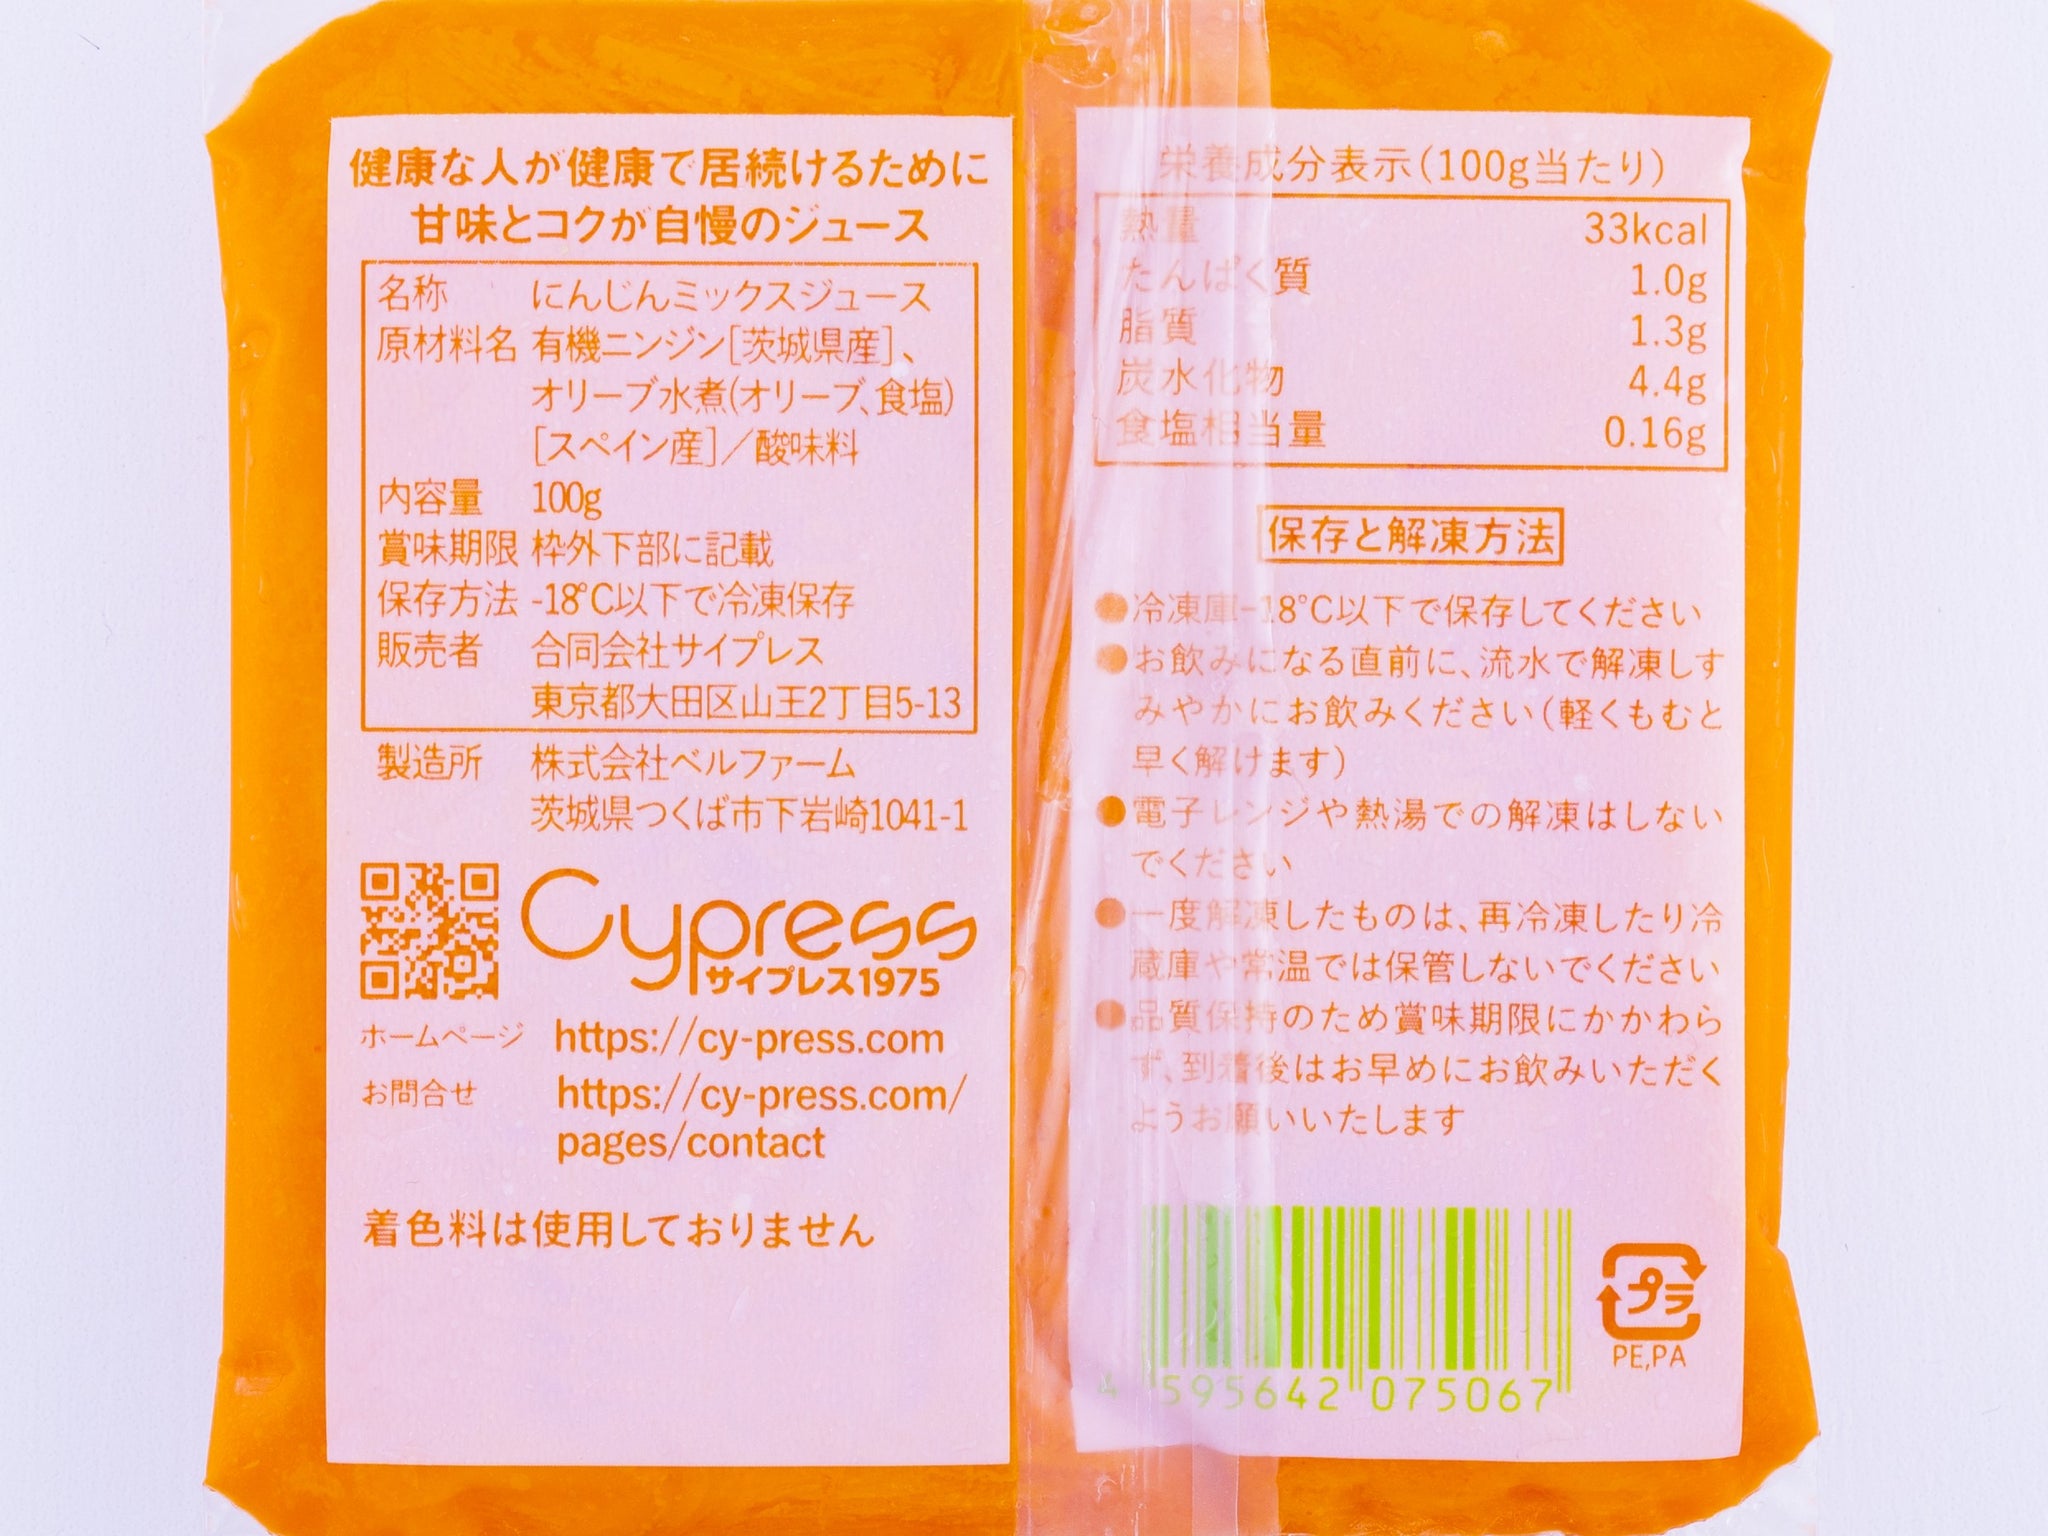 健康な人が健康で居続けるために
甘味とコクが自慢のジュース
名称 にんじんミックスジュース
原材料名 有機ニンジン[茨城県産]、
オリーブ水煮(オリーブ、食塩)
[スペイン産]／酸味料
内容量 100g
賞味期限 枠外下部に記載
保存方法 -18℃以下で冷凍保存
販売者 合同会社サイプレス
東京都大田区山王2丁目5-13
製造所 株式会社ベルファーム
茨城県つくば市下岩崎1041-1
Cypress
サイプレス1975
ホームページ https://cy-press.com
お問合せ https://cy-press.com/
pages/contact
着色料は使用しておりません
栄養成分表示(100g当たり)
熱量 33kcal
たんぱく質 1.0g
脂質 1.3g
炭水化物 4.4g
食塩相当量 0.16g
保存と解凍方法
●冷凍庫-18℃以下で保存してください
●お飲みになる直前に、流水で解凍しす
みやかにお飲みください(軽くもむと
早く解けます)
●電子レンジや熱湯での解凍はしない
でください
●一度解凍したものは、再冷凍したり冷
蔵庫や常温では保管しないでください
●品質保持のため賞味期限にかかわら
ず、到着後はお早めにお飲みいただく
ようお願いいたします
4 595642 075067
プラ
PE,PA